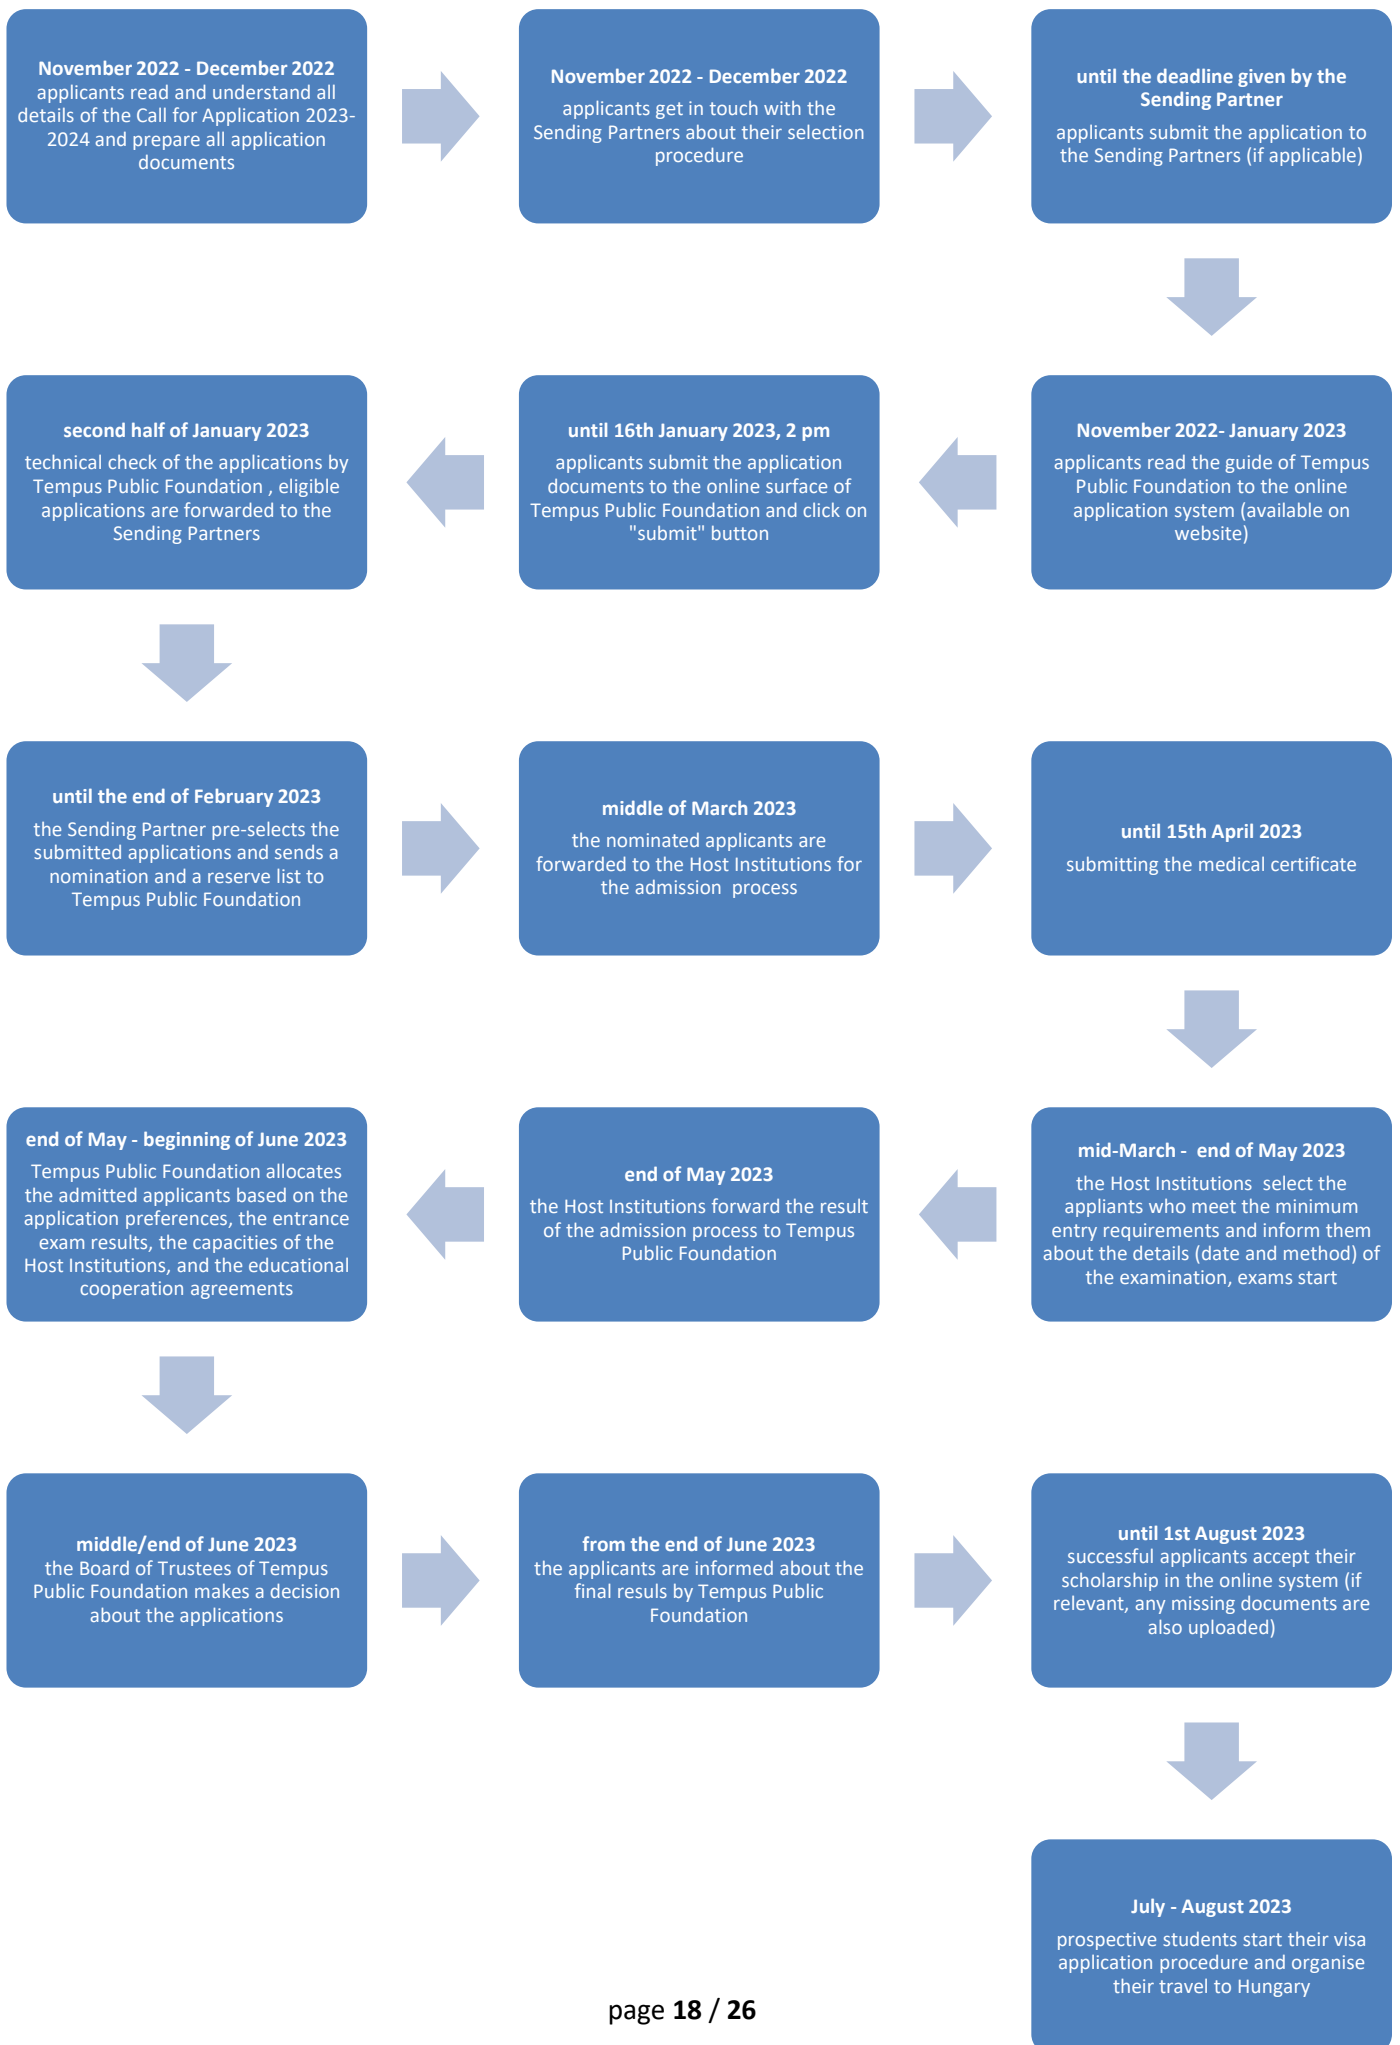 November 2022 - December 2022
applicants read and understand all
details of the Call for Application 2023-
2024 and prepare all application
documents
November 2022 - December 2022
applicants get in touch with the
Sending Partners about their selection
procedure
until the deadline given by the
Sending Partner
applicants submit the application to
the Sending Partners (if applicable)
November 2022- January 2023
applicants read the guide of Tempus
Public Foundation to the online
application system (available on
website)
until 16th January 2023, 2 pm
applicants submit the application
documents to the online surface of
Tempus Public Foundation and click on
"submit" button
second half of January 2023
technical check of the applications by
Tempus Public Foundation , eligible
applications are forwarded to the
Sending Partners
until the end of February 2023
the Sending Partner pre-selects the
submitted applications and sends a
nomination and a reserve list to
Tempus Public Foundation
middle of March 2023
the nominated applicants are
forwarded to the Host Institutions for
the admission process
until 15th April 2023
submitting the medical certificate
mid-March - end of May 2023
the Host Institutions select the
appliants who meet the minimum
entry requirements and inform them
about the details (date and method) of
the examination, exams start
end of May 2023
the Host Institutions forward the result
of the admission process to Tempus
Public Foundation
end of May - beginning of June 2023
Tempus Public Foundation allocates
the admitted applicants based on the
application preferences, the entrance
exam results, the capacities of the
Host Institutions, and the educational
cooperation agreements
middle/end of June 2023
the Board of Trustees of Tempus
Public Foundation makes a decision
about the applications
from the end of June 2023
the applicants are informed about the
final resuls by Tempus Public
Foundation
until 1st August 2023
successful applicants accept their
scholarship in the online system (if
relevant, any missing documents are
also uploaded)
July - August 2023
prospective students start their visa
application procedure and organise
their travel to Hungary
page 18 / 26